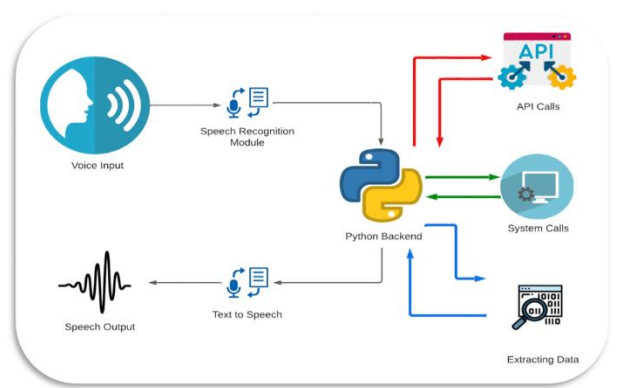 API
API Calls
Speech Recognition
Module
Voice Input
System Calls
Python Backend
Text to Speech
Speech Output
Extracting Data